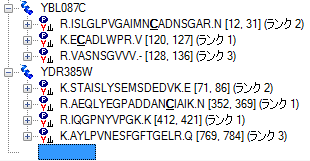 YBL087C
R.ISLGLPVGAIMNCADNSGAR.N [12, 31] (ランク 2)
K.ECADLWPR.V [120, 127] (ランク 1)
R.VASNSGVVV.- [128, 136] (ランク 3)
YDR385W
K.STAISLYSEMSDEDVK.E [71, 86] (ランク 2)
R.AEQLYEGPADDANCIAIK.N [352, 369] (ランク 1)
R.IQGPNYVPGK.K [412, 421] (ランク 1)
K.AYLPVNESFGFTGELR.Q [769, 784] (ランク 3)